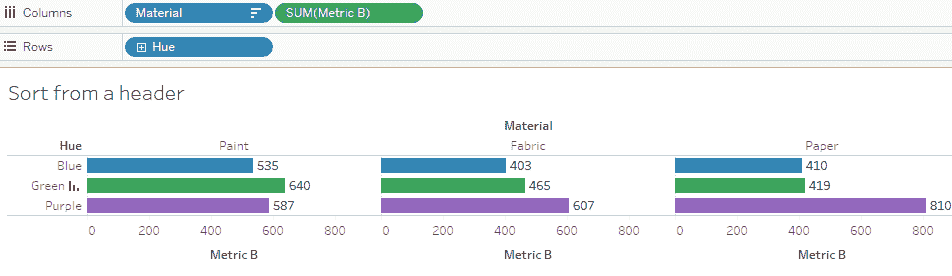 Columns Material SUM(Metric B)
Rows Hue
Sort from a header
Material
Hue Paint Fabric Paper
Blue 535 403 410
Green 640 465 419
Purple 587 607 810
0 200 400 600 800 0 200 400 600 800 0 200 400 600 800
Metric B Metric B Metric B